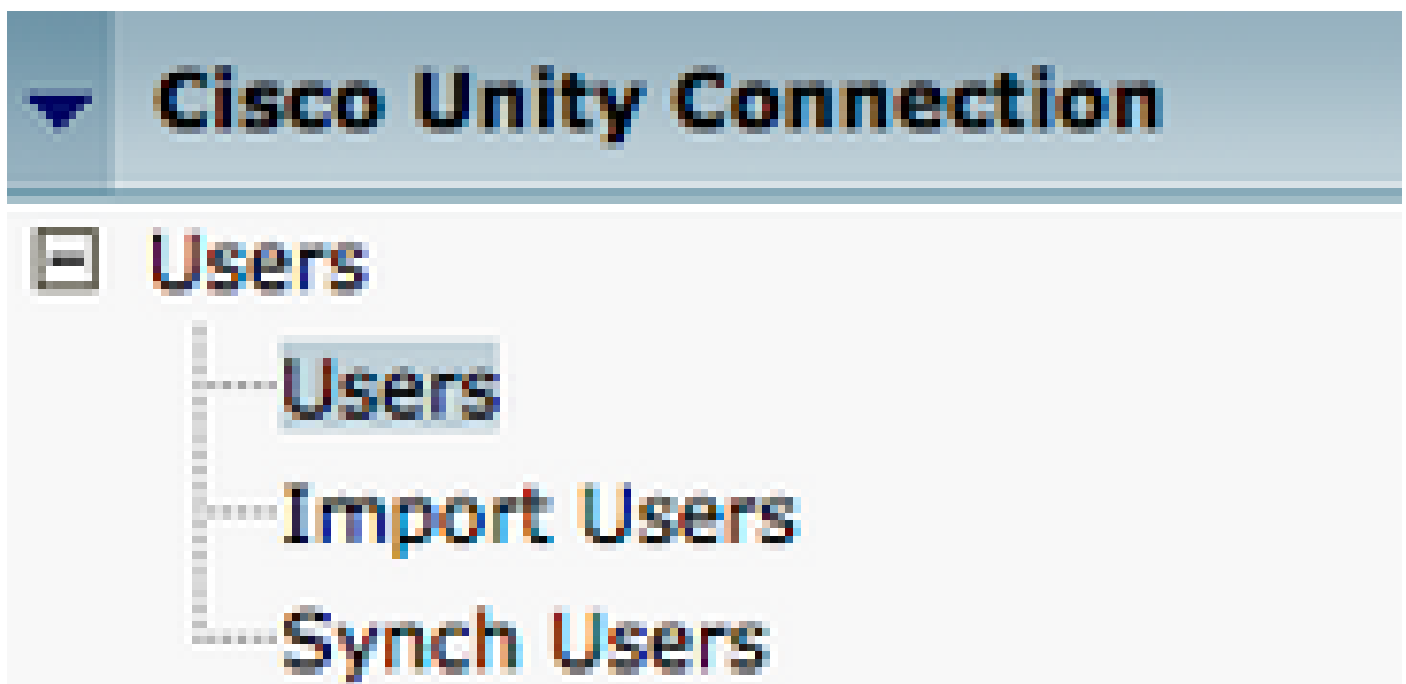 Cisco Unity Connection
Users
Users
Import Users
Synch Users